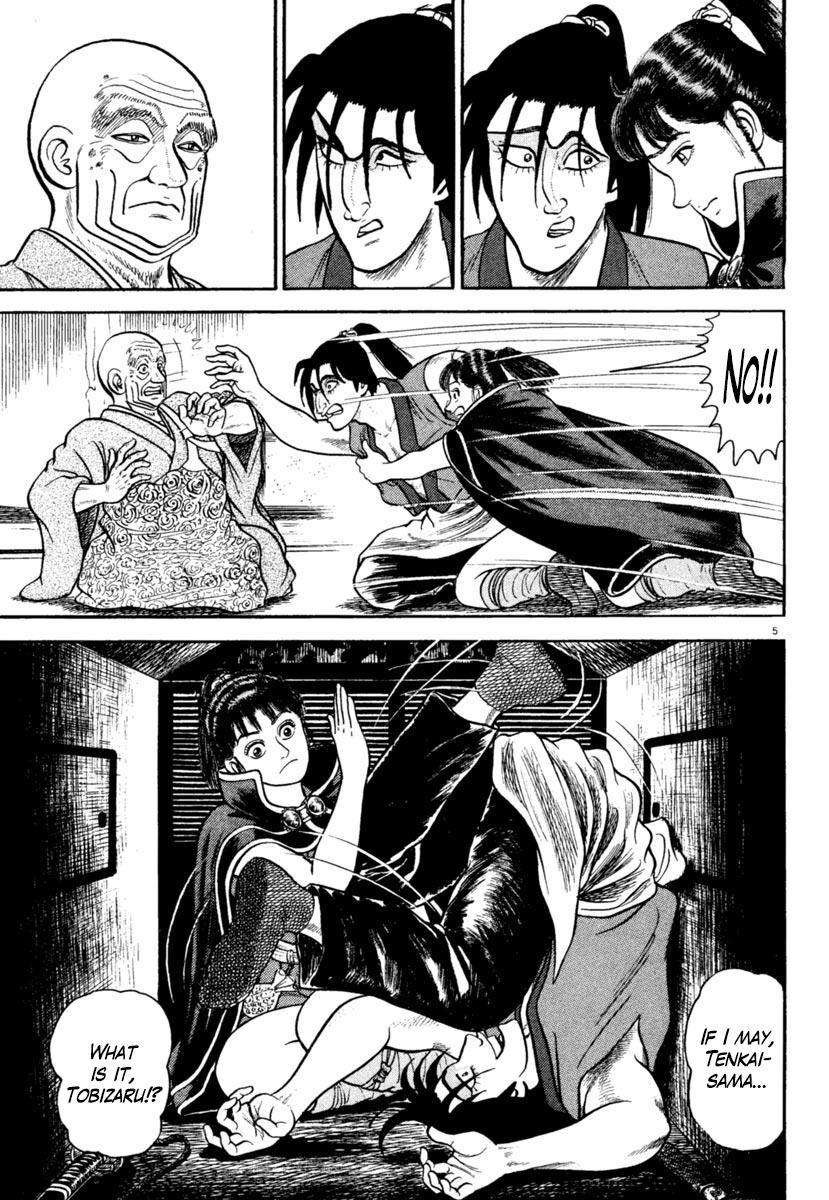 No!!
5
If I may,
Tenkai-
sama...
What
is it,
Tobizaru!?